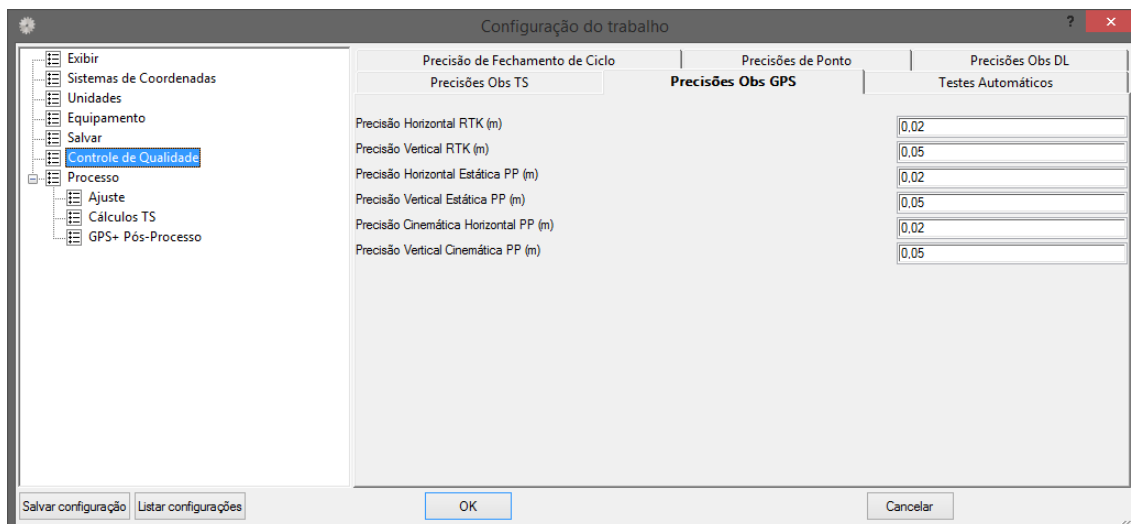 Configuração do trabalho
?
×
Exibir
Sistemas de Coordenadas
Unidades
Equipamento
Salvar
Controle de Qualidade
Processo
Ajuste
Cálculos TS
GPS+ Pós-Processo
Precisão de Fechamento de Ciclo
Precisões de Ponto
Precisões Obs DL
Precisões Obs TS
Precisões Obs GPS
Testes Automáticos
Precisão Horizontal RTK (m) 0,02
Precisão Vertical RTK (m) 0,05
Precisão Horizontal Estática PP (m) 0,02
Precisão Vertical Estática PP (m) 0,05
Precisão Cinemática Horizontal PP (m) 0,02
Precisão Vertical Cinemática PP (m) 0,05
Salvar configuração
Listar configurações
OK
Cancelar